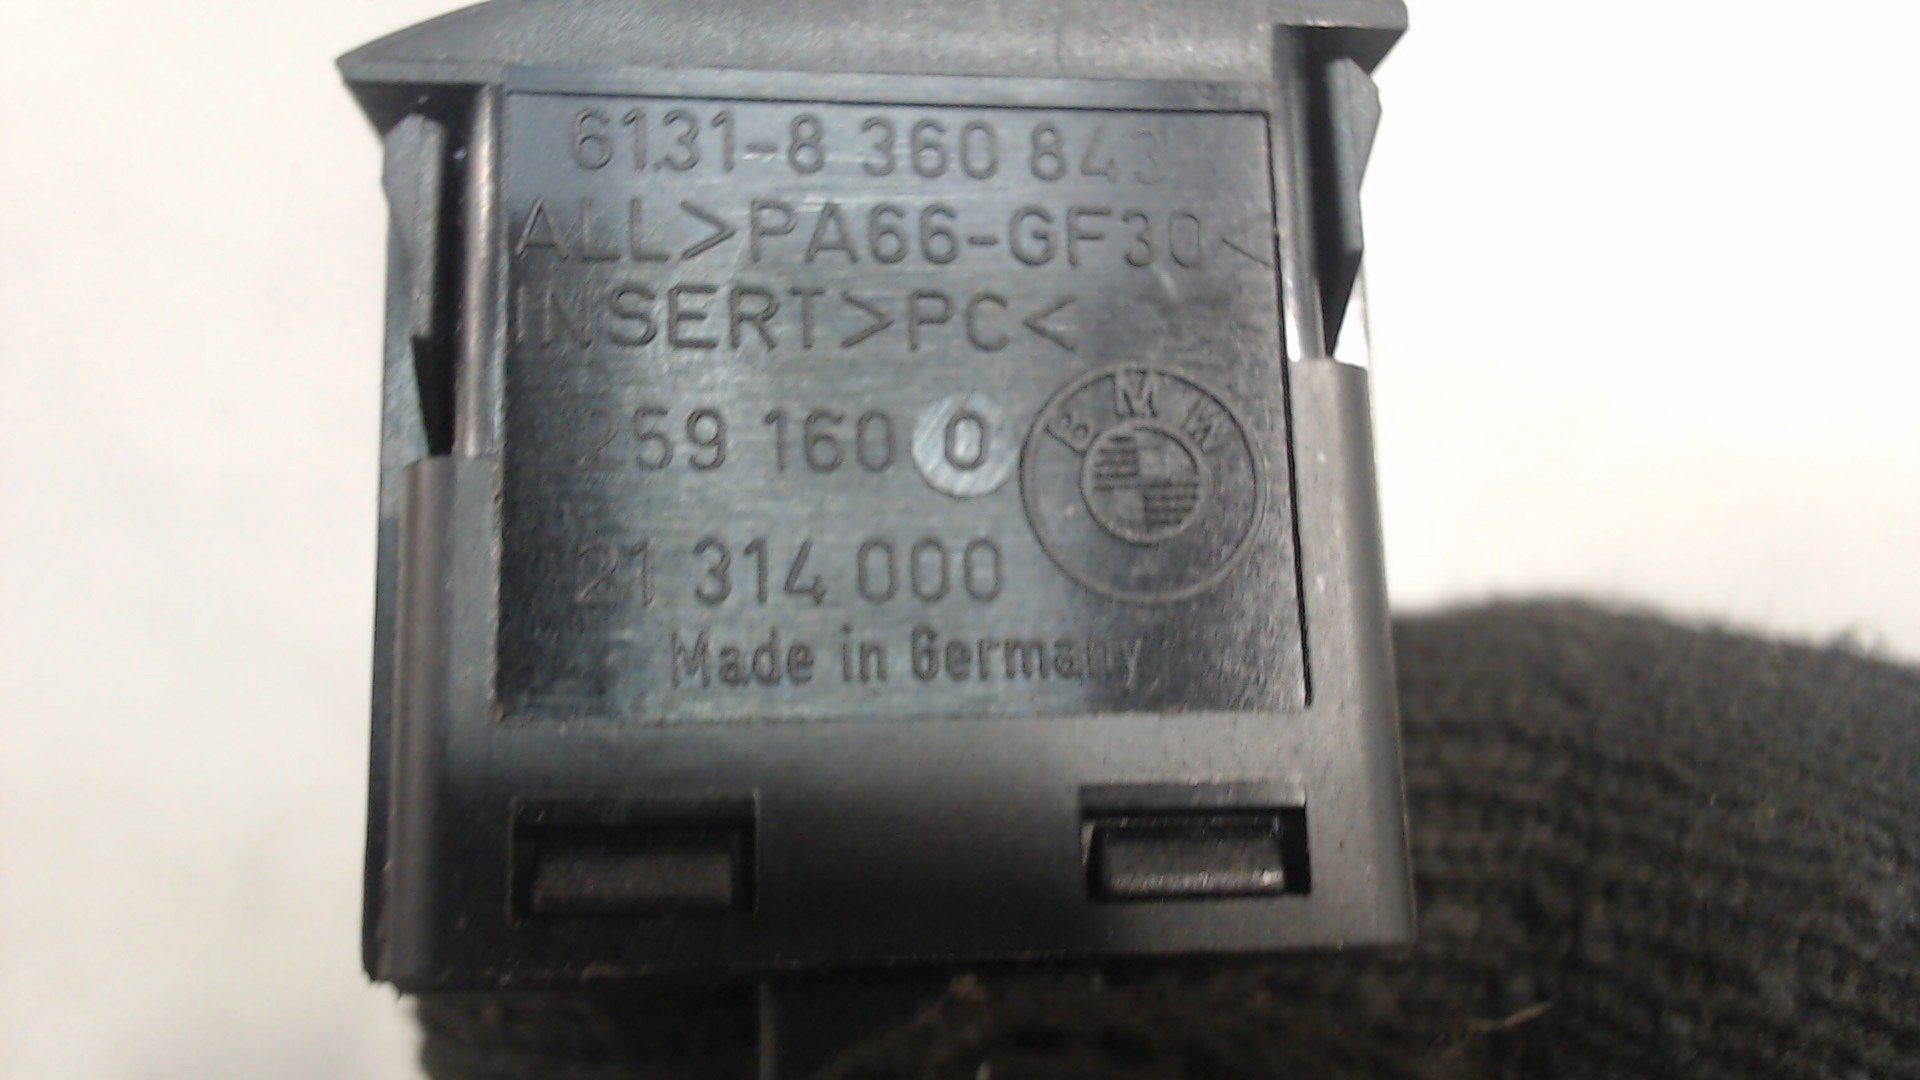 61.31-8 360 843
ALL>PA66-GF30<
INSERT>PC<
BMW
259 160 0
21 314 000
Made in Germany